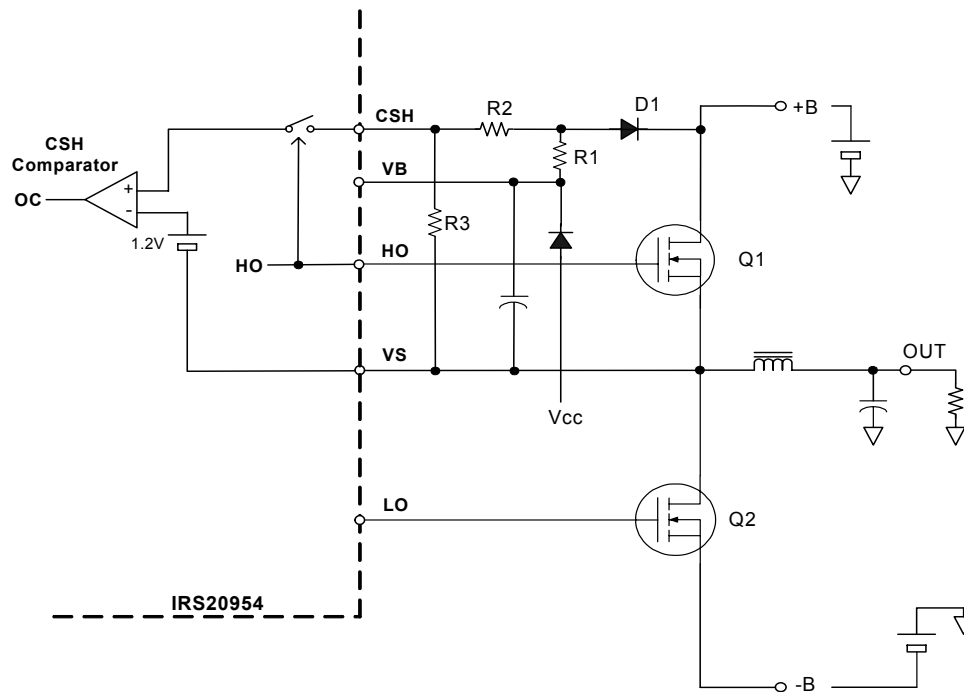 D1
R2
+B
CSH
CSH
Comparator
R1
VB
+
-
OC
R3
1.2V
HO
HO
Q1
VS
OUT
Vcc
LO
Q2
IRS20954
-B